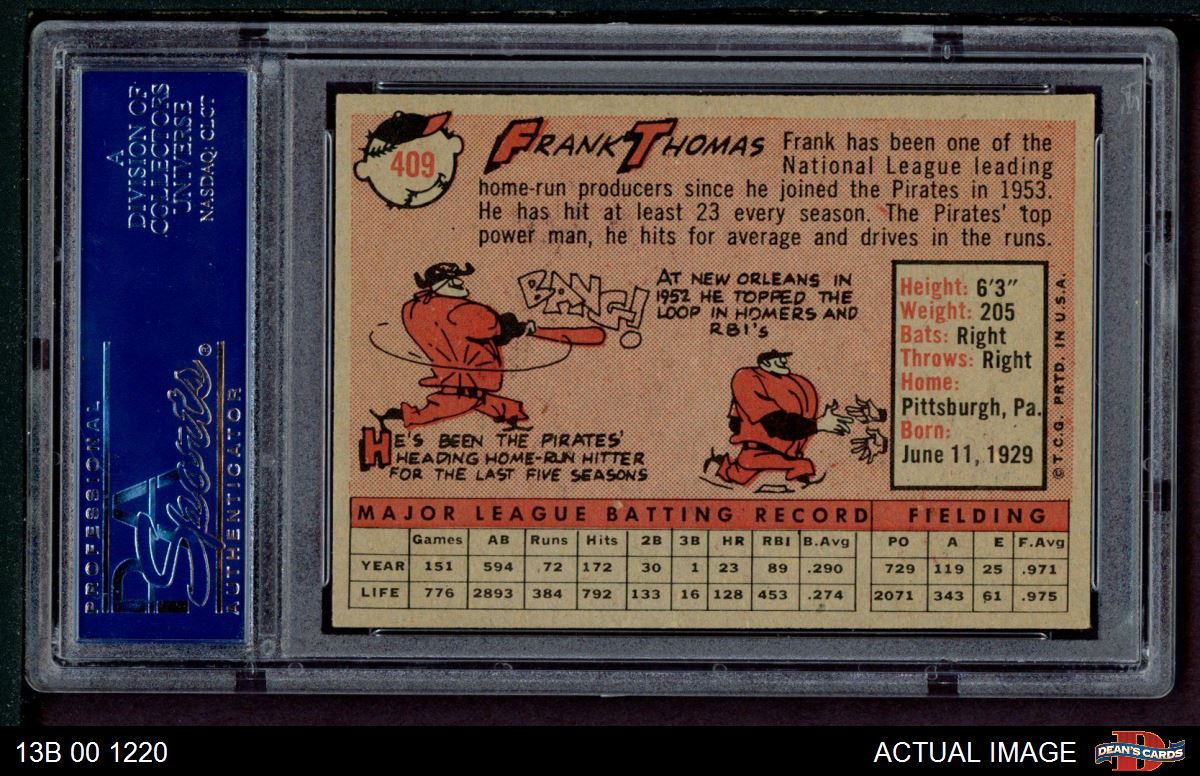 A
DIVISION OF
COLLECTORS
UNIVERSE
NASDAQ: CLCT
PSA
Sports®
PROFESSIONAL
AUTHENTICATOR
409
FRANK THOMAS
Frank has been one of the
National League leading
home-run producers since he joined the Pirates in 1953.
He has hit at least 23 every season. The Pirates' top
power man, he hits for average and drives in the runs.
BANG!
AT NEW ORLEANS IN
1952 HE TOPPED THE
LOOP IN HOMERS AND
RBI'S
HE'S BEEN THE PIRATES'
HEADING HOME-RUN HITTER
FOR THE LAST FIVE SEASONS
Height: 6'3"
Weight: 205
Bats: Right
Throws: Right
Home:
Pittsburgh, Pa.
Born:
June 11, 1929
© T.C.G. PRTD. IN U.S.A.
MAJOR LEAGUE BATTING RECORD FIELDING
Games AB Runs Hits 2B 3B HR RBI B.Avg PO A E F.Avg
YEAR 151 594 72 172 30 1 23 89 .290 729 119 25 .971
LIFE 776 2893 384 792 133 16 128 453 .274 2071 343 61 .975
13B 00 1220
ACTUAL IMAGE
DEAN'S CARDS